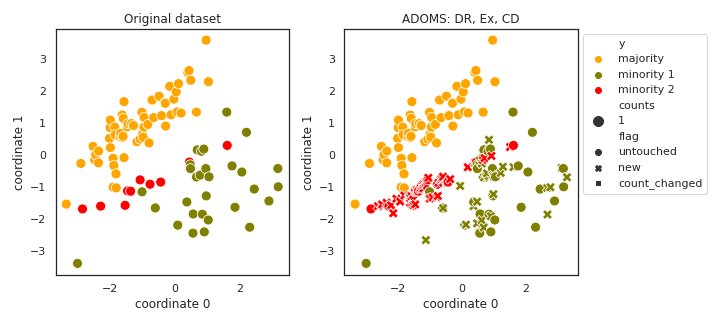 Original dataset
coordinate 1
3
2
1
0
−1
−2
−3
−2
0
2
coordinate 0
ADOMS: DR, Ex, CD
coordinate 1
3
2
1
0
−1
−2
−3
−2
0
2
coordinate 0
y
majority
minority 1
minority 2
counts
1
flag
untouched
new
count_changed